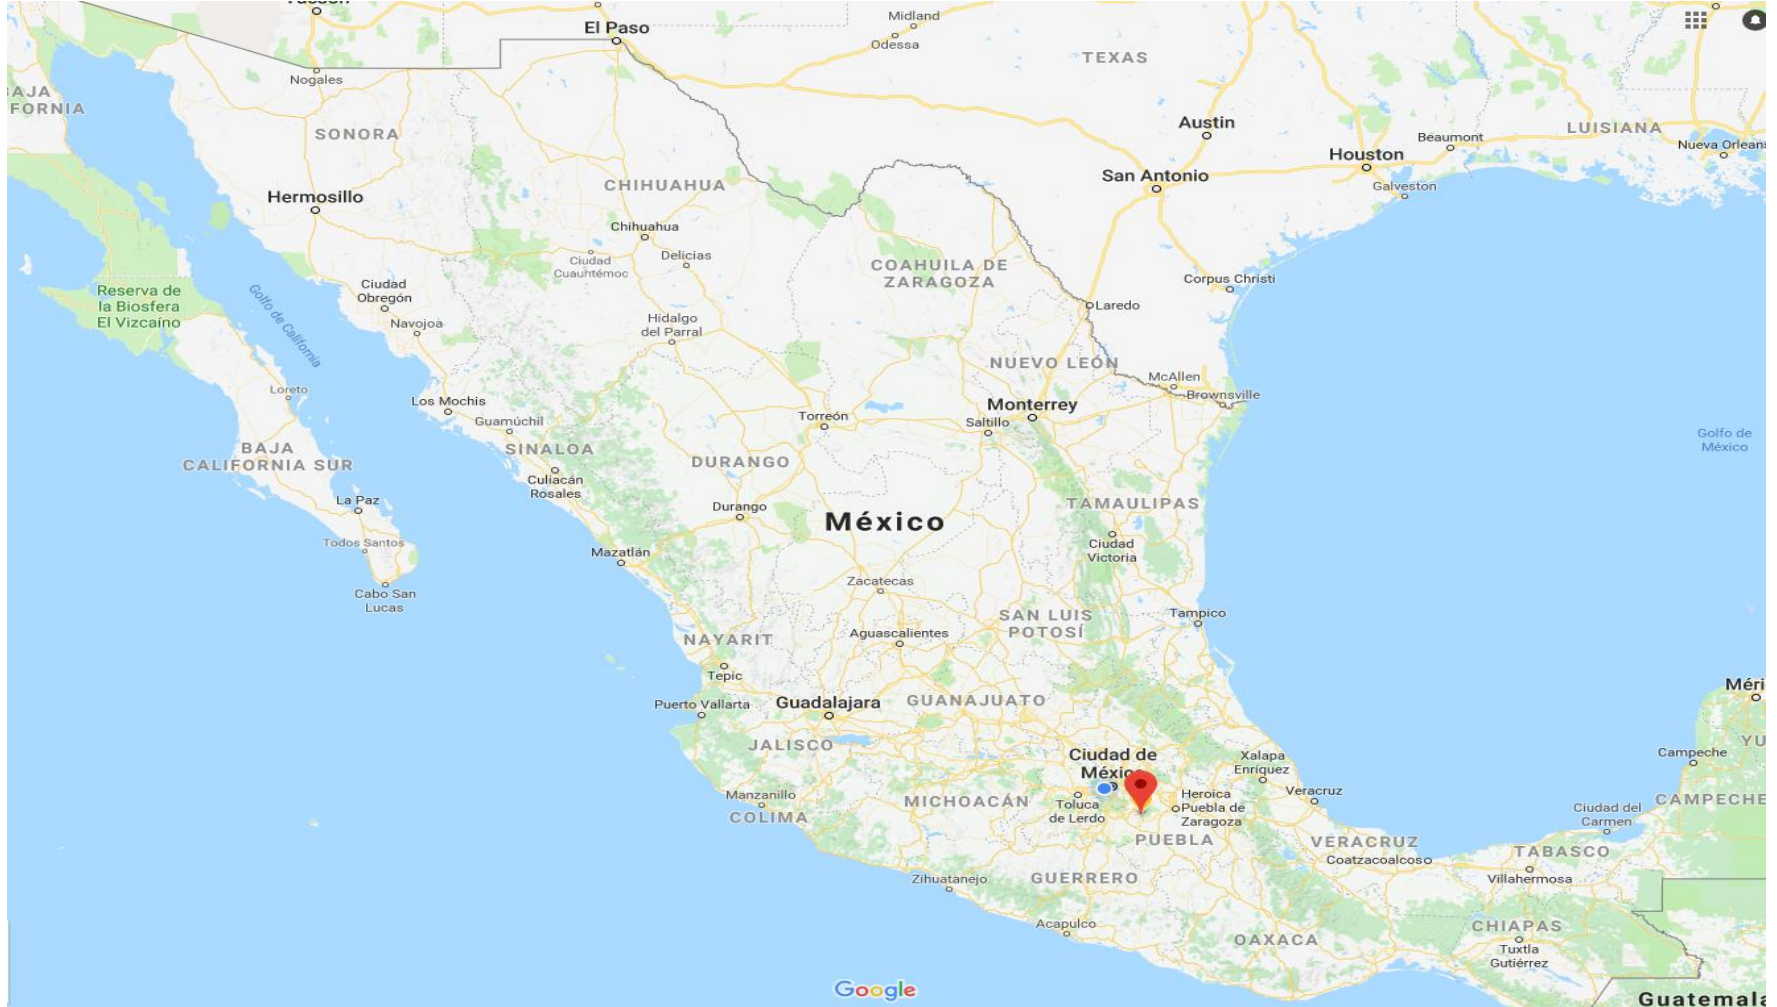 Tucson
El Paso
Midland
Odessa
TEXAS
Nogales
BAJA
CALIFORNIA
SONORA
Austin
Houston
Beaumont
LUISIANA
Nueva Orleans
San Antonio
Galveston
Hermosillo
CHIHUAHUA
Chihuahua
Ciudad
Cuauhtémoc
Delicias
COAHUILA DE
ZARAGOZA
Corpus Christi
Reserva de
la Biosfera
El Vizcaíno
Golfo de California
Ciudad
Obregón
Navojoa
Hidalgo
del Parral
Laredo
NUEVO LEÓN
McAllen
Brownsville
Loreto
Los Mochis
Guamúchil
Torreón
Monterrey
Saltillo
Golfo de
México
BAJA
CALIFORNIA SUR
SINALOA
Culiacán
Rosales
DURANGO
La Paz
Durango
México
TAMAULIPAS
Todos Santos
Mazatlán
Ciudad
Victoria
Cabo San
Lucas
Zacatecas
SAN LUIS
POTOSÍ
Tampico
NAYARIT
Aguascalientes
Tepic
Puerto Vallarta
Guadalajara
GUANAJUATO
Méri
JALISCO
Ciudad de
México
Xalapa
Enríquez
Campeche
YU
Manzanillo
COLIMA
MICHOACÁN
Toluca
de Lerdo
Heroica
Puebla de
Zaragoza
Veracruz
Ciudad del
Carmen
CAMPECHE
PUEBLA
VERACRUZ
Coatzacoalcos
TABASCO
Villahermosa
Zihuatanejo
GUERRERO
Acapulco
OAXACA
CHIAPAS
Tuxtla
Gutiérrez
Google
Guatemala